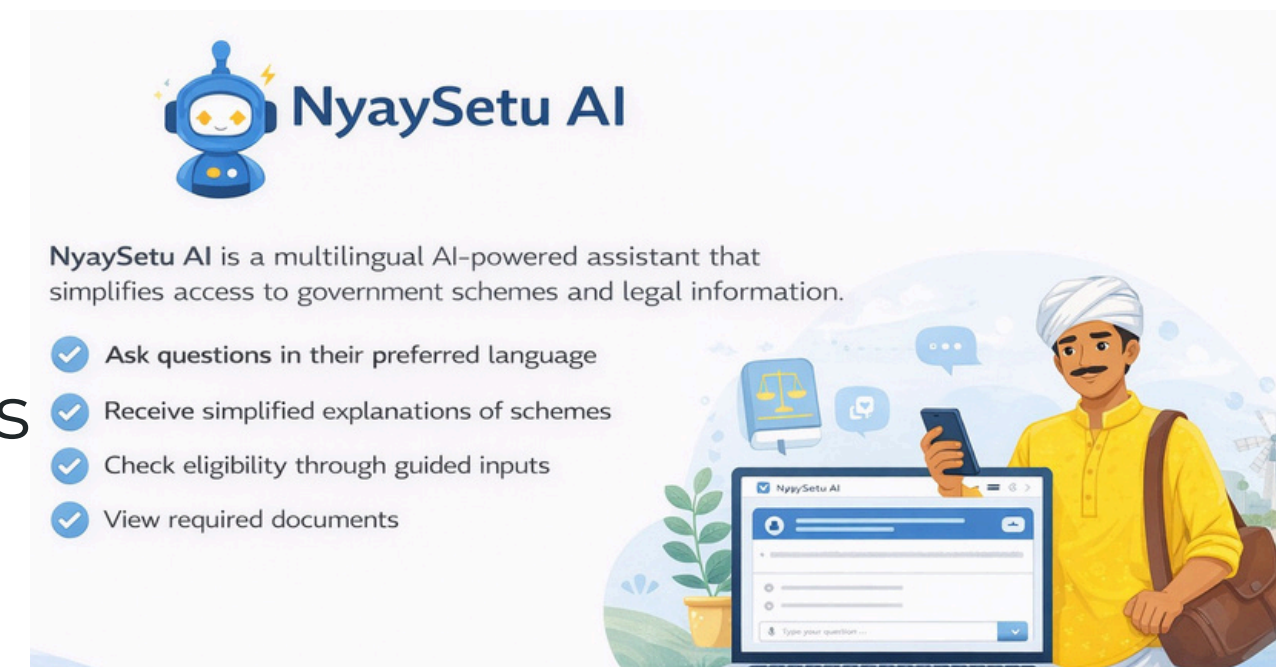 NyaySetu AI
NyaySetu AI is a multilingual AI-powered assistant that
simplifies access to government schemes and legal information.
Ask questions in their preferred language
s
Receive simplified explanations of schemes
Check eligibility through guided inputs
View required documents
NyaySetu AI
Type your question ...